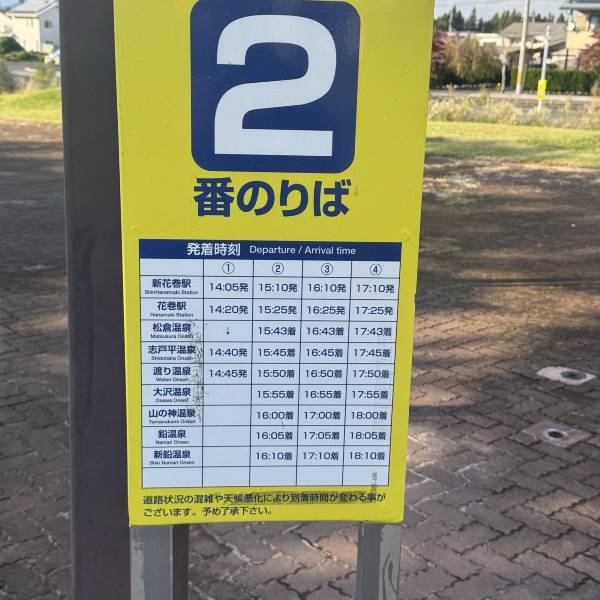 2
番のりば
発着時刻 Departure / Arrival time
① ② ③ ④
新花巻駅 14:05発 15:10発 16:10発 17:10発
ShinHanamaki Station
花巻駅 14:20発 15:25発 16:25発 17:25発
Hanamaki Station
松倉温泉 ↓ 15:43着 16:43着 17:43着
Matsukura Onsen
志戸平温泉 14:40発 15:45着 16:45着 17:45着
Shidotaira Onsen
渡り温泉 14:45発 15:50着 16:50着 17:50着
Watari Onsen
大沢温泉 15:55着 16:55着 17:55着
Osawa Onsen
山の神温泉 16:00着 17:00着 18:00着
Yamanokami Onsen
鉛温泉 16:05着 17:05着 18:05着
Namari Onsen
新鉛温泉 16:10着 17:10着 18:10着
Shin Namari Onsen
道路状況の混雑や天候悪化により到着時間が変わる事が
ございます。予めて了承下さい。